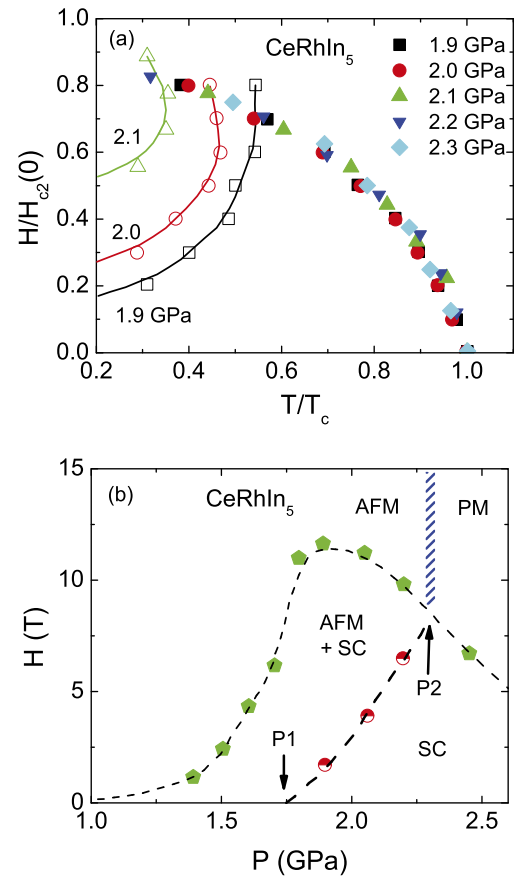 (a)
CeRhIn5
1.9 GPa
2.0 GPa
2.1 GPa
2.2 GPa
2.3 GPa
2.1
2.0
1.9 GPa
H/Hc2(0)
1.0
0.8
0.6
0.4
0.2
0.0
0.2 0.4 0.6 0.8 1.0
T/Tc
(b)
CeRhIn5
AFM
PM
AFM
+ SC
P1
P2
SC
H (T)
15
10
5
0
1.0 1.5 2.0 2.5
P (GPa)